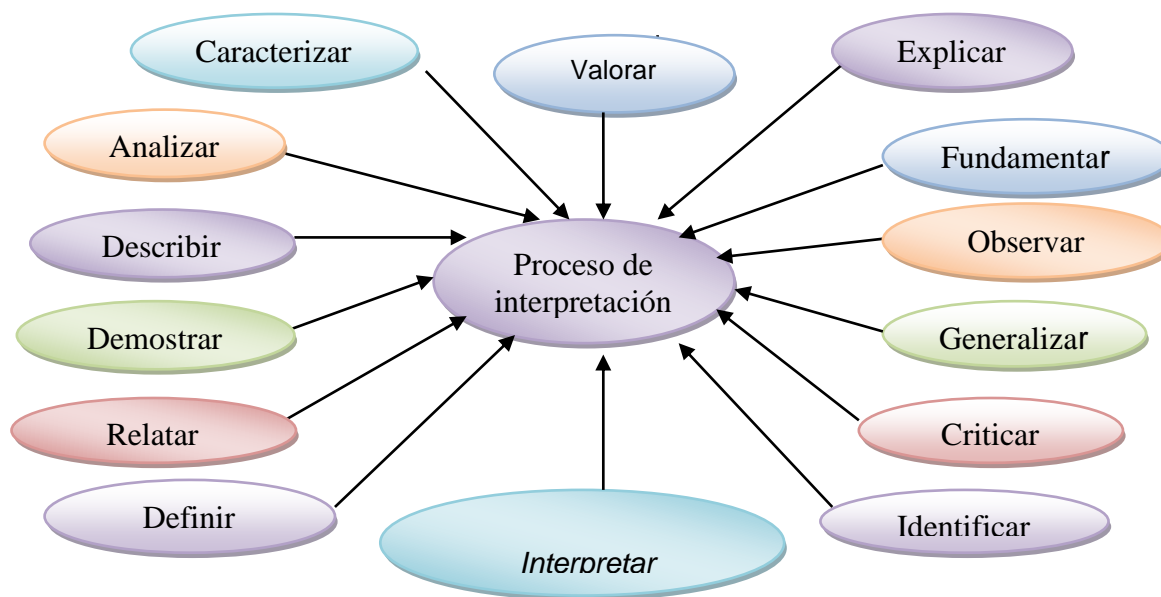 Caracterizar
Valorar
Explicar
Analizar
Fundamentar
Describir
Observar
Proceso de
interpretación
Demostrar
Generalizar
Relatar
Criticar
Definir
Identificar
Interpretar